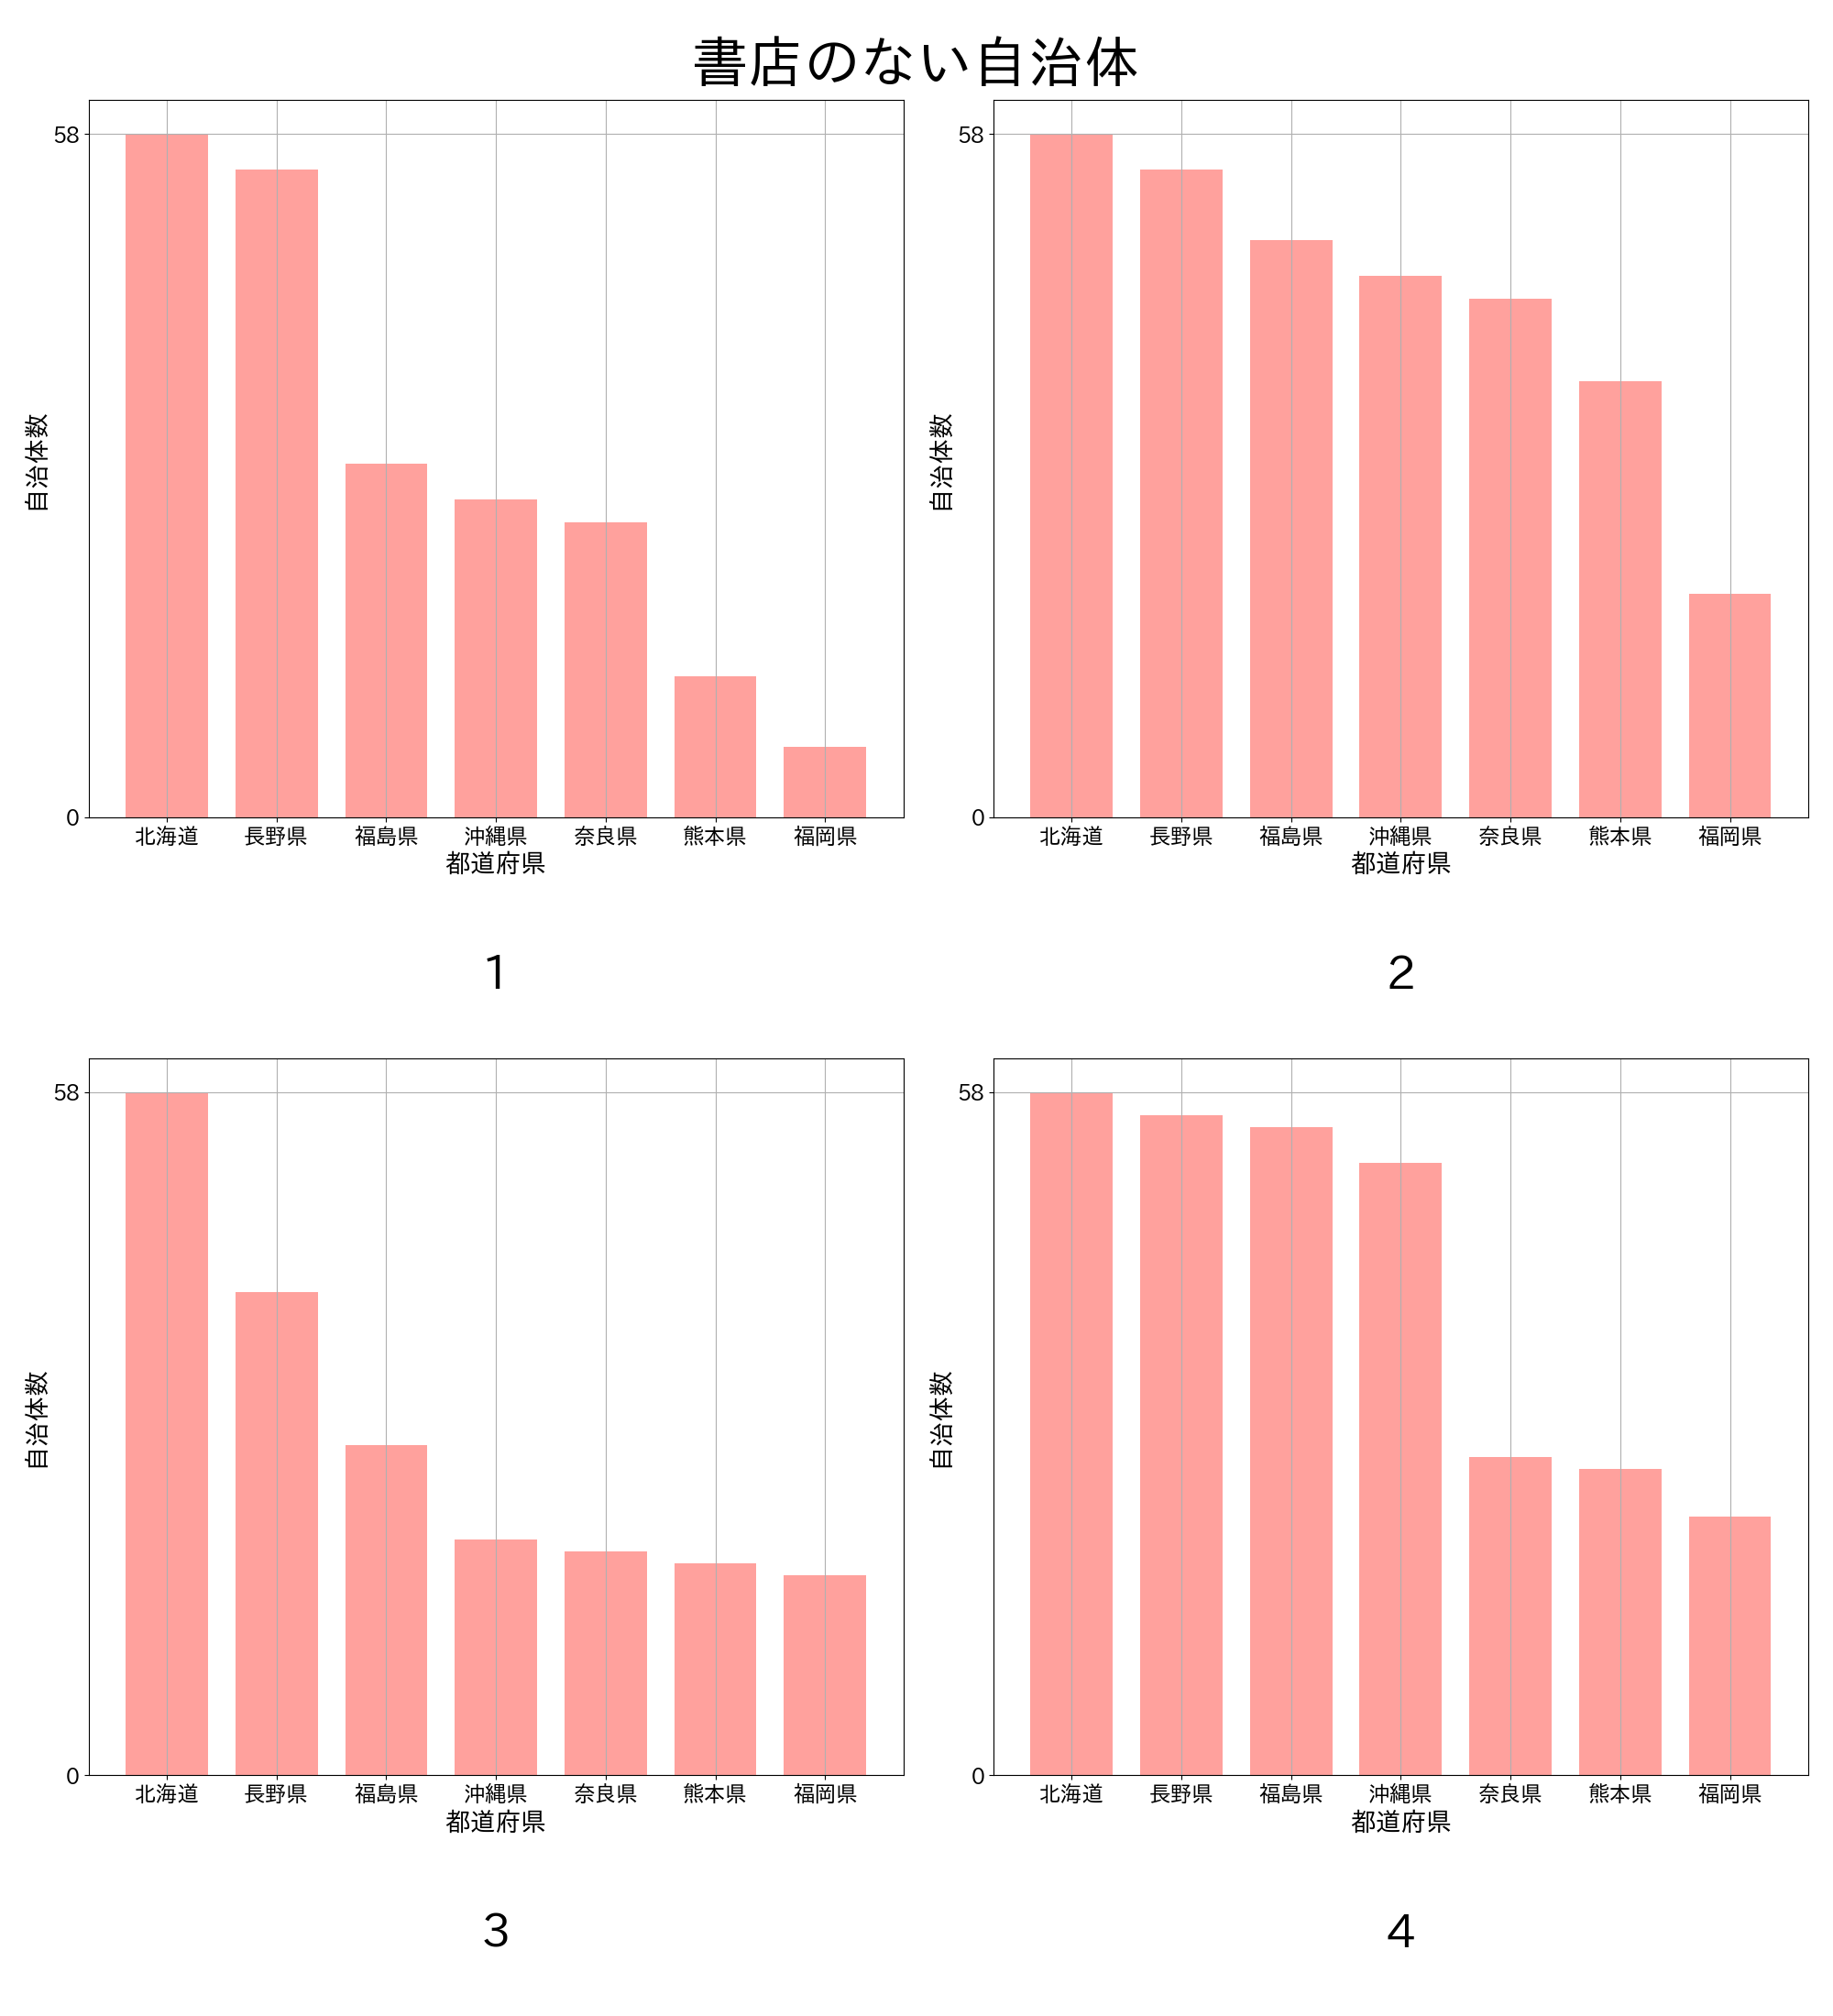 書店のない自治体
58
0
自治体数
北海道 長野県 福島県 沖縄県 奈良県 熊本県 福岡県
都道府県
1
58
0
自治体数
北海道 長野県 福島県 沖縄県 奈良県 熊本県 福岡県
都道府県
2
58
0
自治体数
北海道 長野県 福島県 沖縄県 奈良県 熊本県 福岡県
都道府県
3
58
0
自治体数
北海道 長野県 福島県 沖縄県 奈良県 熊本県 福岡県
都道府県
4